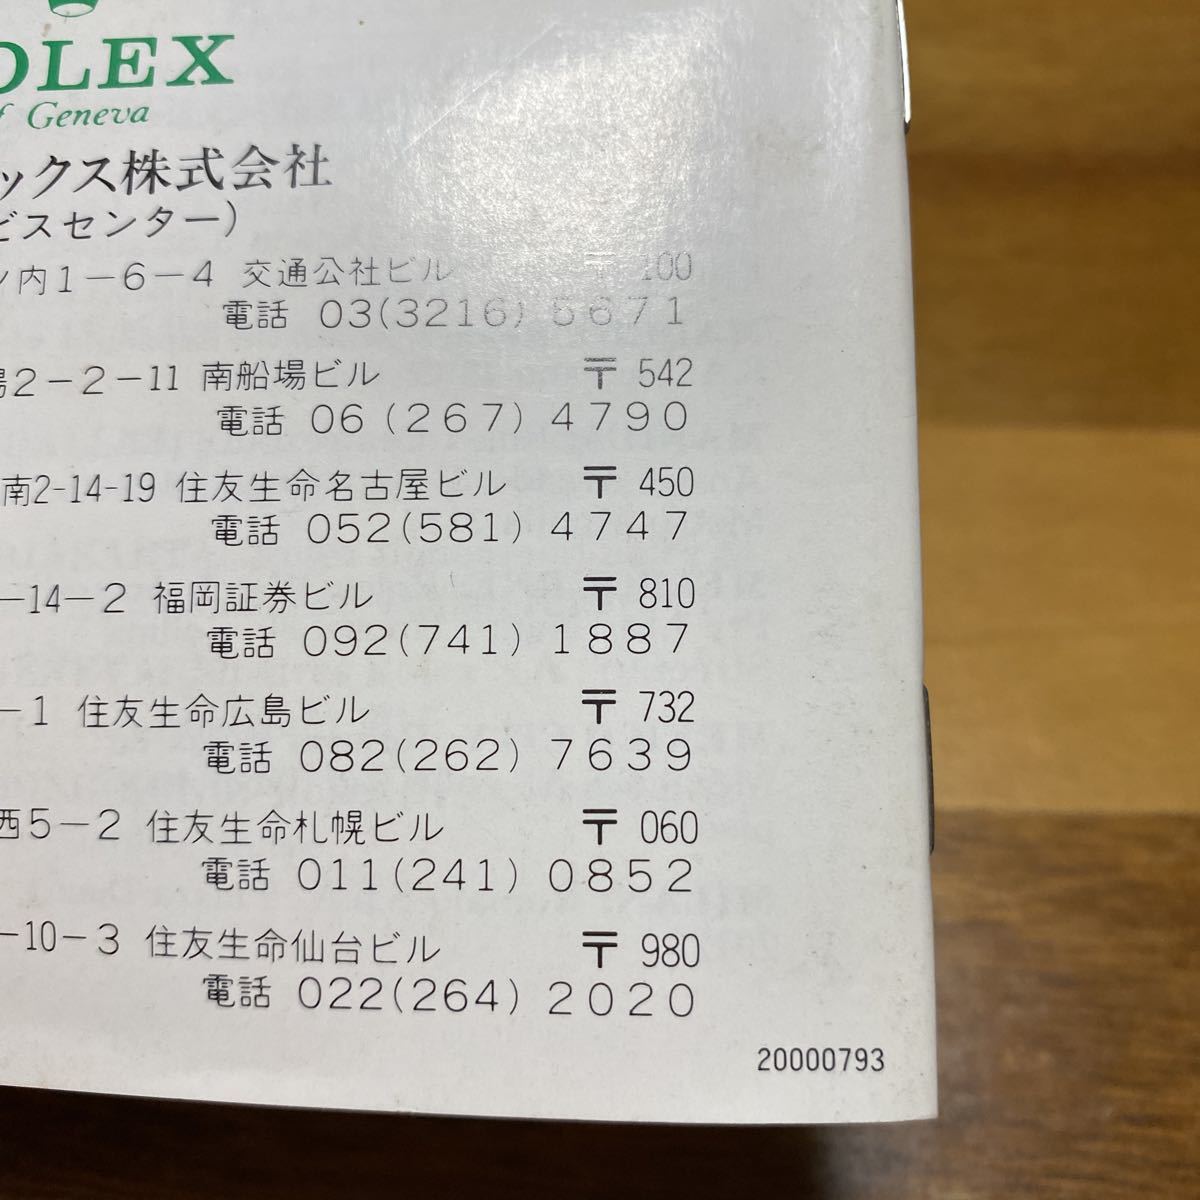 OLEX
f Geneva
ックス株式会社
ビスセンター)
ノ内1-6-4 交通公社ビル 〒 100
電話 03(3216) 5671
場2-2-11 南船場ビル 〒 542
電話 06 (267) 4790
南2-14-19 住友生命名古屋ビル 〒 450
電話 052(581) 4747
-14-2 福岡証券ビル 〒 810
電話 092(741) 1887
-1 住友生命広島ビル 〒 732
電話 082(262) 7639
西5-2 住友生命札幌ビル 〒 060
電話 011(241) 0852
-10-3 住友生命仙台ビル 〒 980
電話 022(264) 2020
20000793